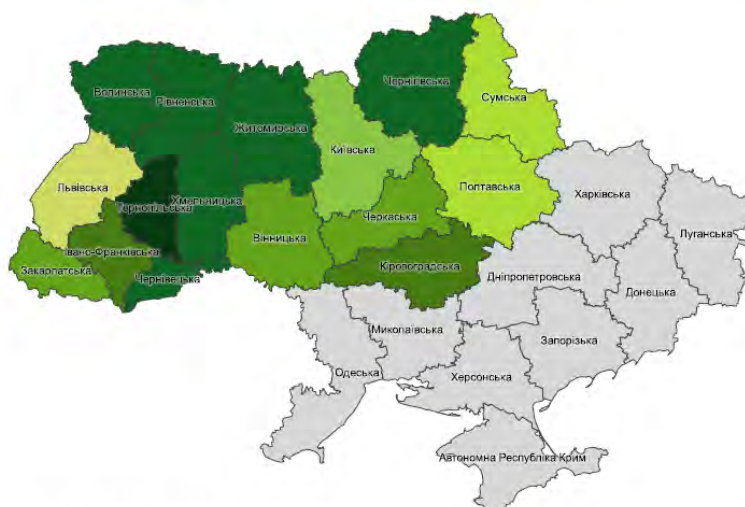 Чернігівська
Волинська
Рівненська
Сумська
Житомирська
Київська
Львівська
Тернопільська
Хмельницька
Полтавська
Харківська
Черкаська
Луганська
Вінницька
Івано-Франківська
Закарпатська
Чернівецька
Кіровоградська
Дніпропетровська
Донецька
Миколаївська
Запорізька
Одеська
Херсонська
Автономна Республіка Крим